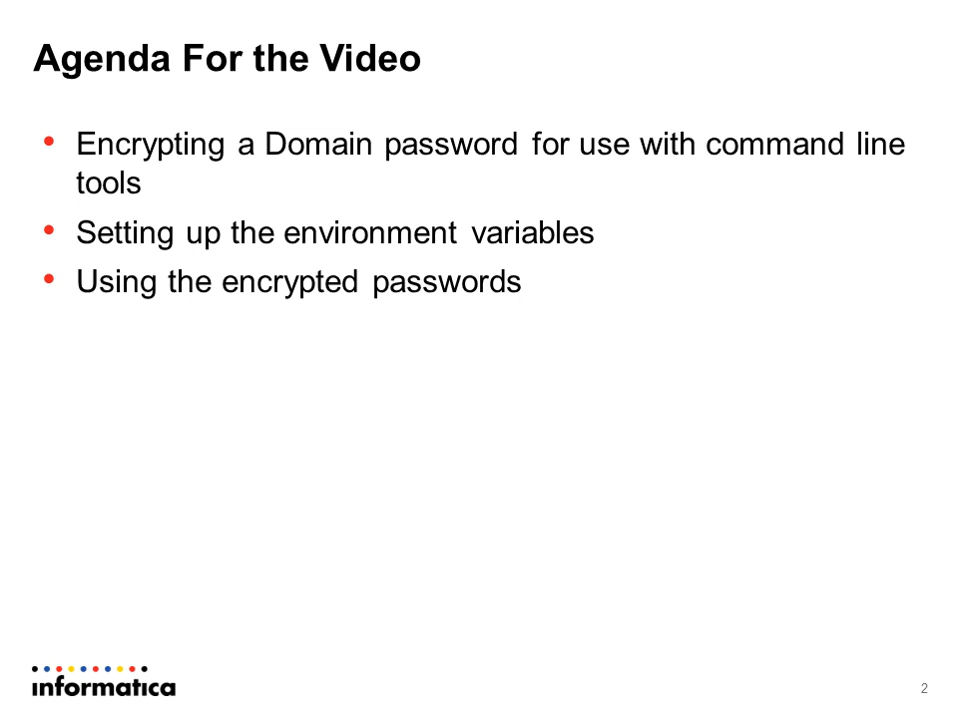 Agenda For the Video
• Encrypting a Domain password for use with command line
tools
• Setting up the environment variables
• Using the encrypted passwords
informatica
2